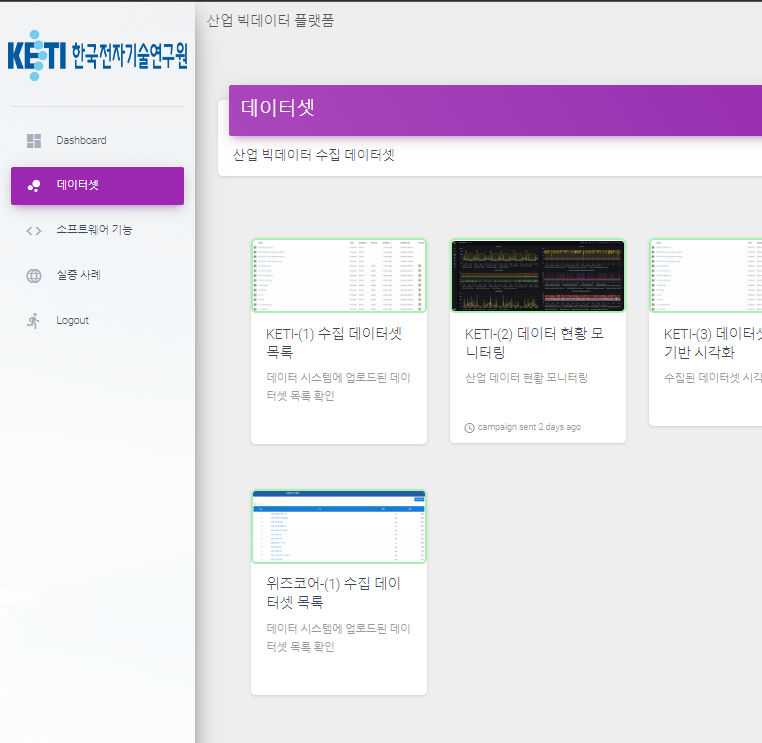 산업 빅데이터 플랫폼
KETI 한국전자기술연구원
Dashboard
데이터셋
소프트웨어 기능
실증 사례
Logout
데이터셋
산업 빅데이터 수집 데이터셋
KETI-(1) 수집 데이터셋
목록
데이터 시스템에 업로드된 데이
터셋 목록 확인
KETI-(2) 데이터 현황 모
니터링
산업 데이터 현황 모니터링
campaign sent 2 days ago
KETI-(3) 데이터셋
기반 시각화
수집된 데이터셋 시각
위즈코어-(1) 수집 데이
터셋 목록
데이터 시스템에 업로드된 데이
터셋 목록 확인